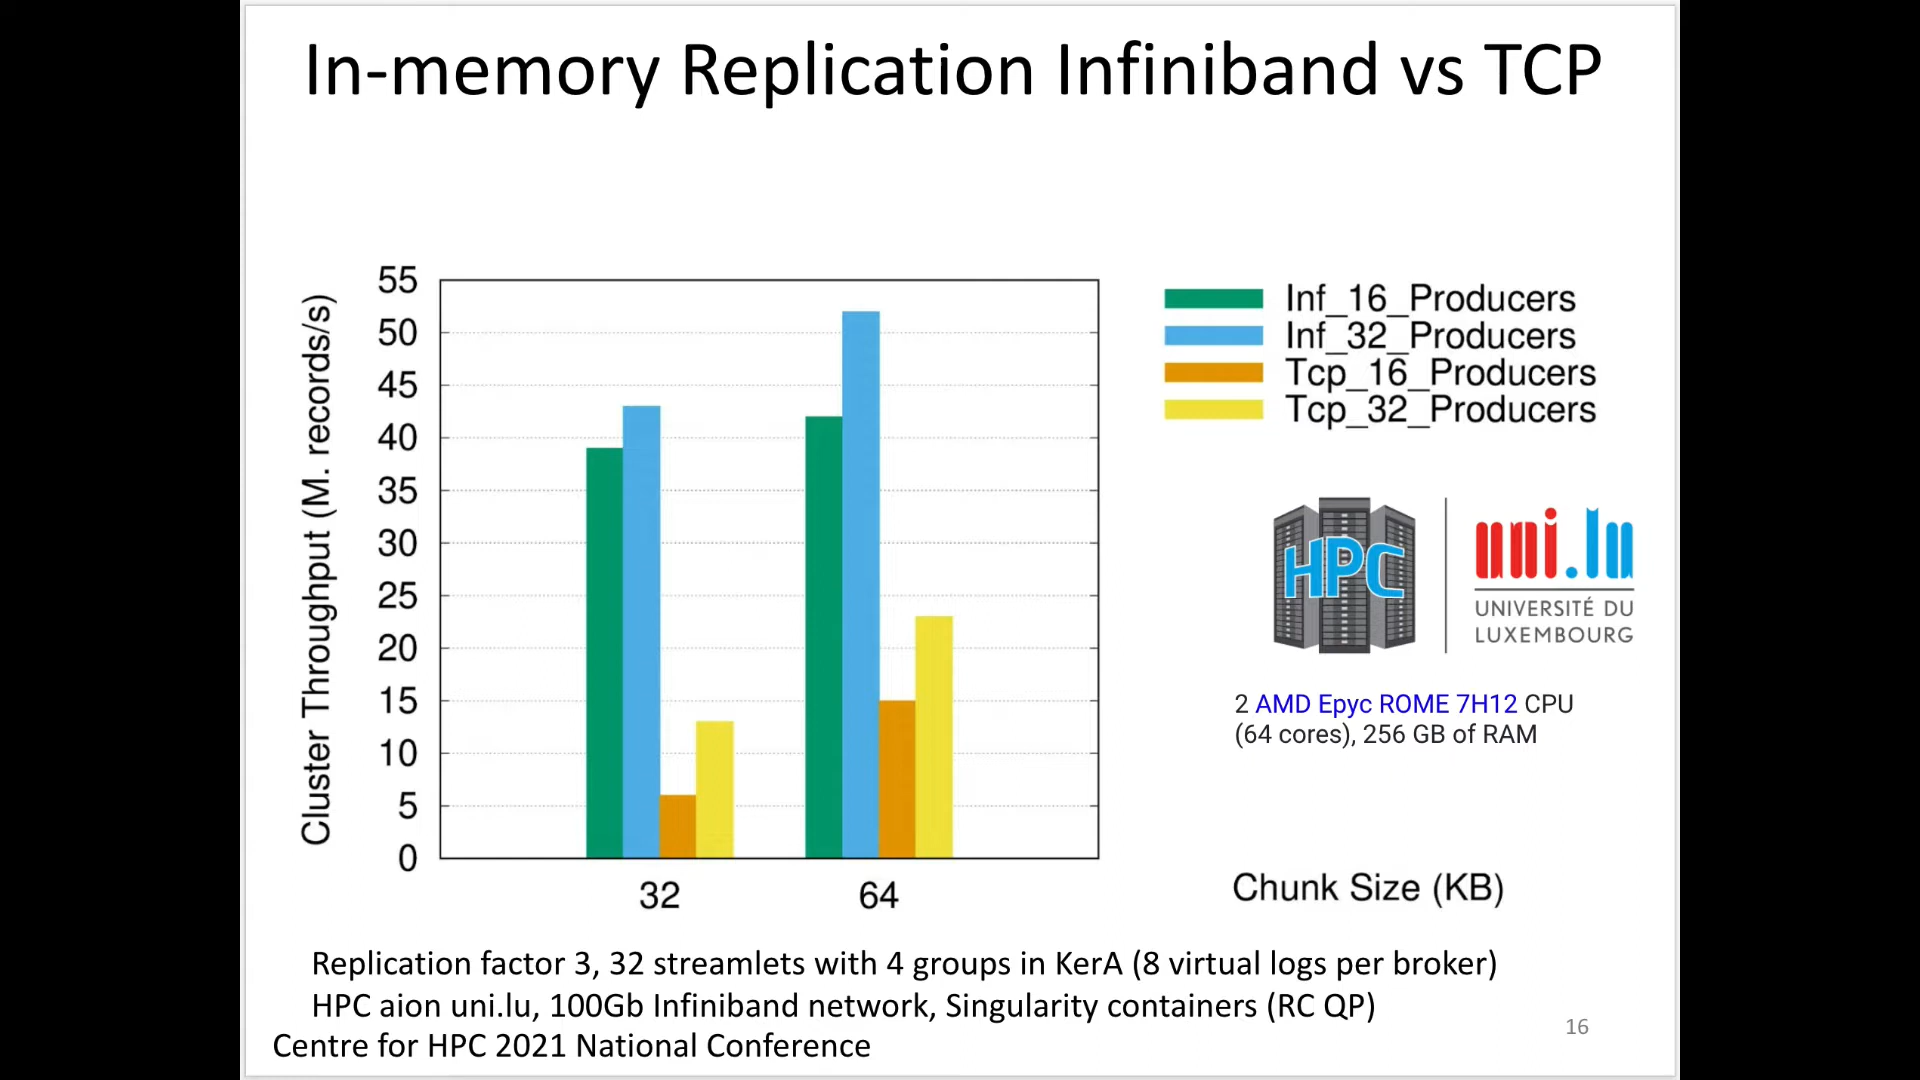 In-memory Replication Infiniband vs TCP
55
50
45
40
35
30
25
20
15
10
5
0
Cluster Throughput (M. records/s)
32
64
Chunk Size (KB)
Inf_16_Producers
Inf_32_Producers
Tcp_16_Producers
Tcp_32_Producers
HPC
uni.lu
UNIVERSITÉ DU
LUXEMBOURG
2 AMD Epyc ROME 7H12 CPU
(64 cores), 256 GB of RAM
Replication factor 3, 32 streamlets with 4 groups in KerA (8 virtual logs per broker)
HPC aion uni.lu, 100Gb Infiniband network, Singularity containers (RC QP)
Centre for HPC 2021 National Conference
16